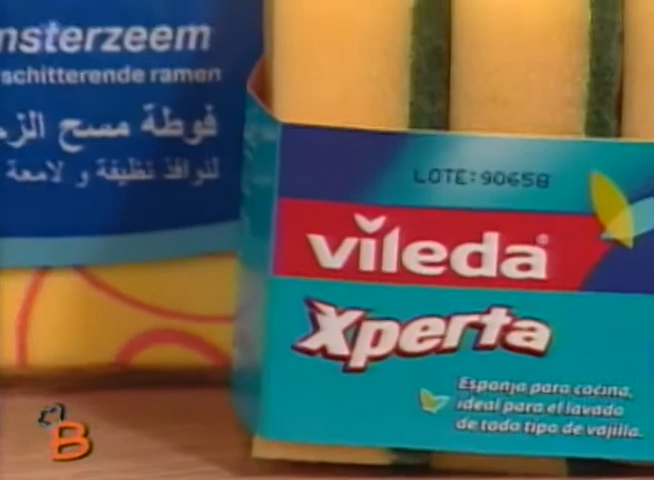 nsterzeem
schitterende ramen
فوطة مسح الز
لنوافذ نظيفة و لامعة
LOTE:90658
vileda
Xperta
Esponja para cocina,
ideal para el lavado
de todo tipo de vajilla.
B